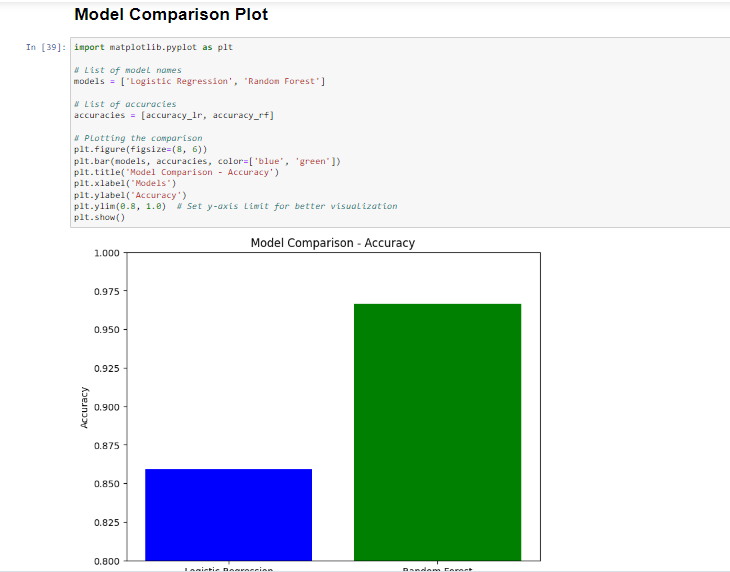 Model Comparison Plot
In [39]: import matplotlib.pyplot as plt
# List of model names
models = ['Logistic Regression', 'Random Forest']
# List of accuracies
accuracies = [accuracy_lr, accuracy_rf]
# Plotting the comparison
plt.figure(figsize=(8, 6))
plt.bar(models, accuracies, color=['blue', 'green'])
plt.title('Model Comparison - Accuracy')
plt.xlabel('Models')
plt.ylabel('Accuracy')
plt.ylim(0.8, 1.0)  # Set y-axis limit for better visualization
plt.show()
Model Comparison - Accuracy
1.000
0.975
0.950
0.925
0.900
0.875
0.850
0.825
0.800
Accuracy
Logistic Regression
Random Forest